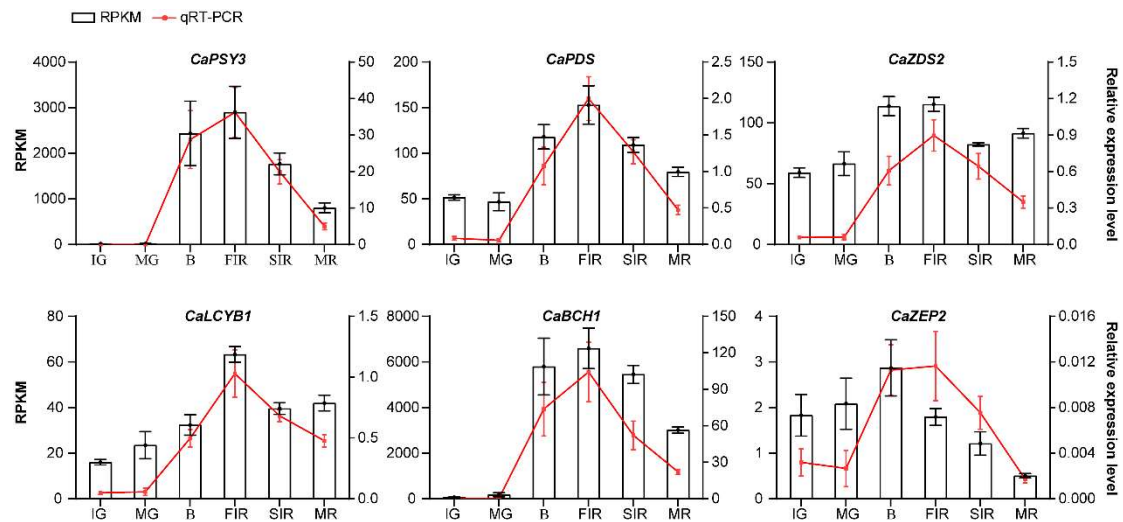 RPKM qRT-PCR
CaPSY3 CaPDS CaZDS2
4000 50 200 2.5 150 1.5
3000 40 150 2.0 1.2
2000 30 100 1.5 100 0.9
1000 20 50 1.0 50 0.6
0 10 0 0.5 0 0.3
0 0.0 0.0
RPKM Relative expression level
IG MG B FIR SIR MR IG MG B FIR SIR MR IG MG B FIR SIR MR
CaLCYB1 CaBCH1 CaZEP2
80 1.5 8000 150 4 0.016
60 1.0 6000 120 3 0.012
40 0.5 4000 90 2 0.008
20 0.0 2000 60 1 0.004
0 0 30 0 0.000
0
RPKM Relative expression level
IG MG B FIR SIR MR IG MG B FIR SIR MR IG MG B FIR SIR MR